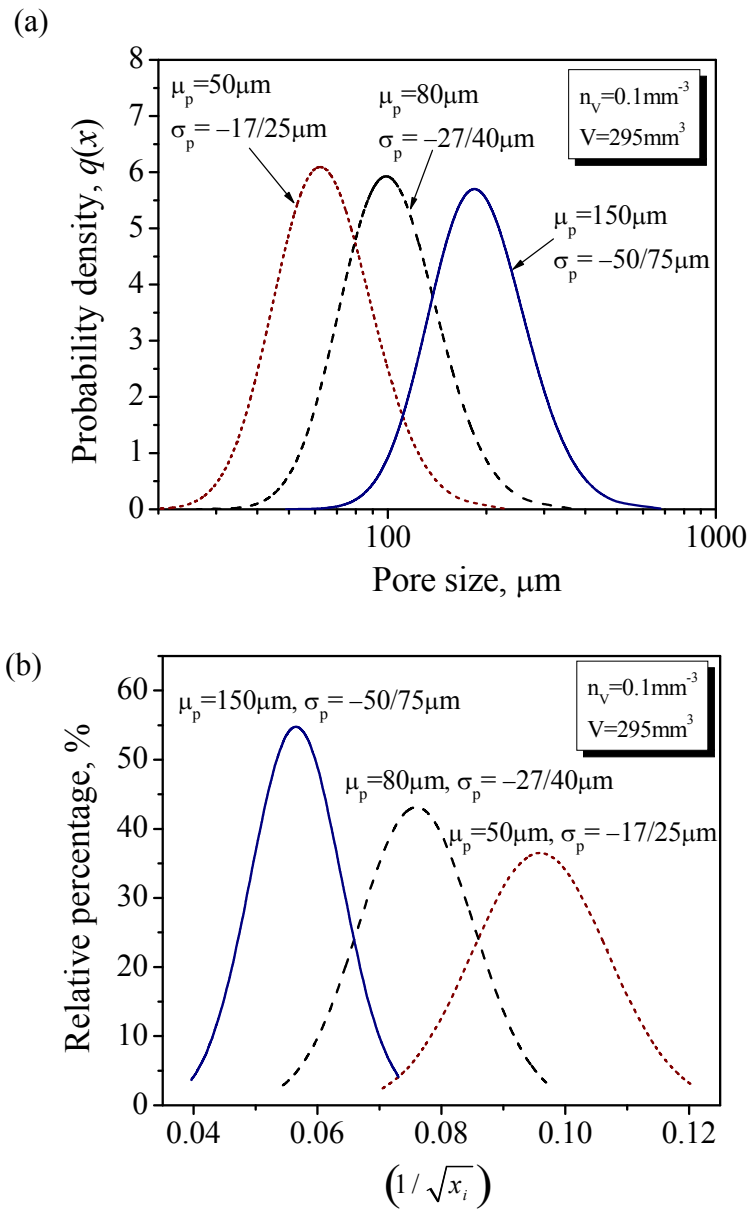 (a)
8
7
6
5
4
3
2
1
0
Probability density, q(x)
μp=50μm
σp= –17/25μm
μp=80μm
σp= –27/40μm
nV=0.1mm-3
V=295mm3
μp=150μm
σp= –50/75μm
100
1000
Pore size, μm
(b)
60
50
40
30
20
10
0
Relative percentage, %
nV=0.1mm-3
V=295mm3
μp=150μm, σp= –50/75μm
μp=80μm, σp= –27/40μm
μp=50μm, σp= –17/25μm
0.04
0.06
0.08
0.10
0.12
(1/√xi)